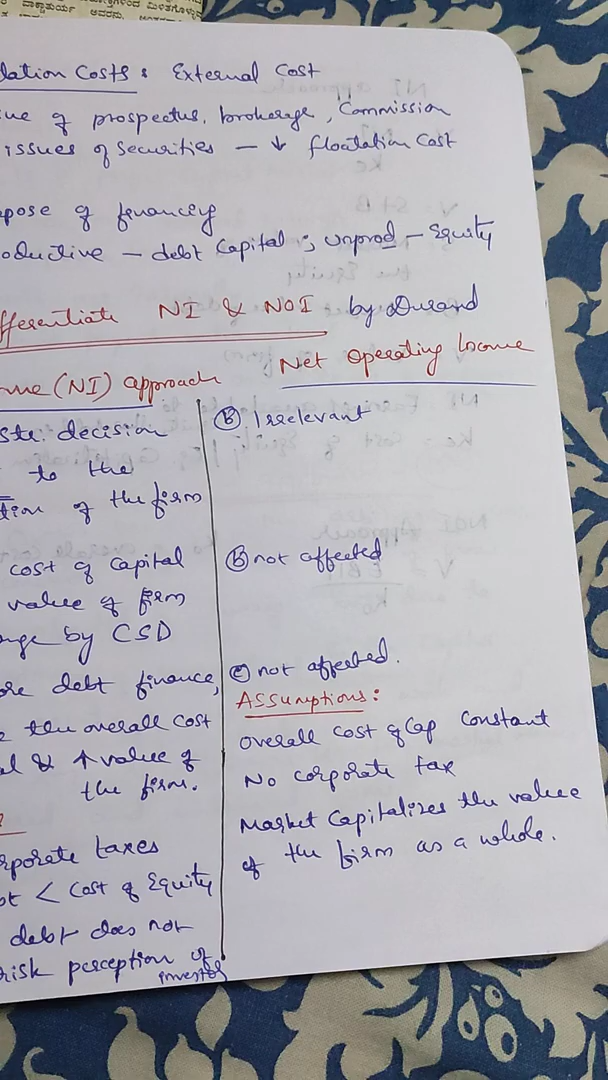 ವಾಕ್ಚಾತುರ್ಯ
lation Costs : External Cost
ue of prospectus, brokerage, Commission
issues of Securities – ↓ floatation Cost
pose of financing
oductive – debt Capital ; unprod – Equity
fferentiate NI & NOI by Durand
Net Operating Income
ome (NI) approach
decision
(B) Irrelevant
to the
tion of the firm
cost of capital
(B) not affected
value of firm
nge by CSD
(C) not affected.
ore debt finance,
Assumptions :
the overall cost
overall cost of Cap Constant
al & ↑ value of
No corporate tax
the firm.
Market Capitalizes the value
of the firm as a whole.
rporate taxes
bt < Cost of Equity
debt does not
risk perception of
investor